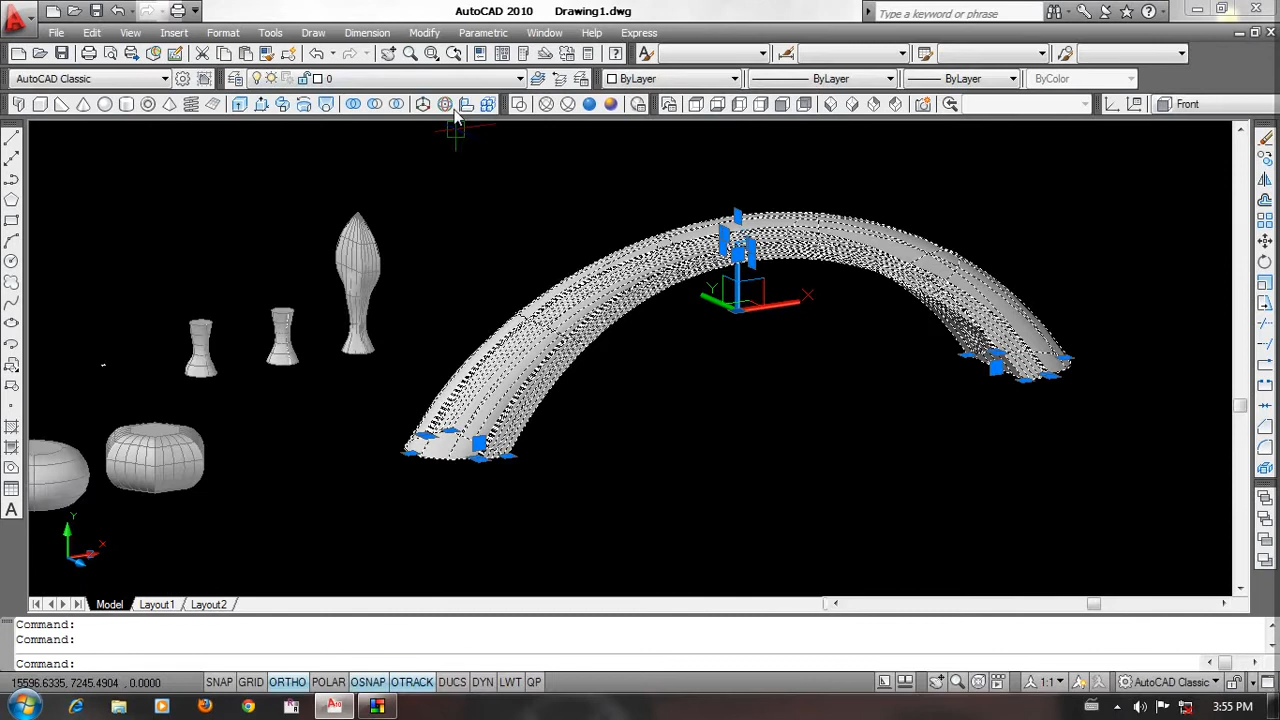 AutoCAD 2010 Drawing1.dwg
Type a keyword or phrase
File Edit View Insert Format Tools Draw Dimension Modify Parametric Window Help Express
AutoCAD Classic
0
ByLayer
ByLayer
ByLayer
ByColor
Front
Y
X
Y
X
Model Layout1 Layout2
Command:
Command:
Command:
15596.6335, 7245.4904 , 0.0000
SNAP GRID ORTHO POLAR OSNAP OTRACK DUCS DYN LWT QP
1:1
AutoCAD Classic
3:55 PM